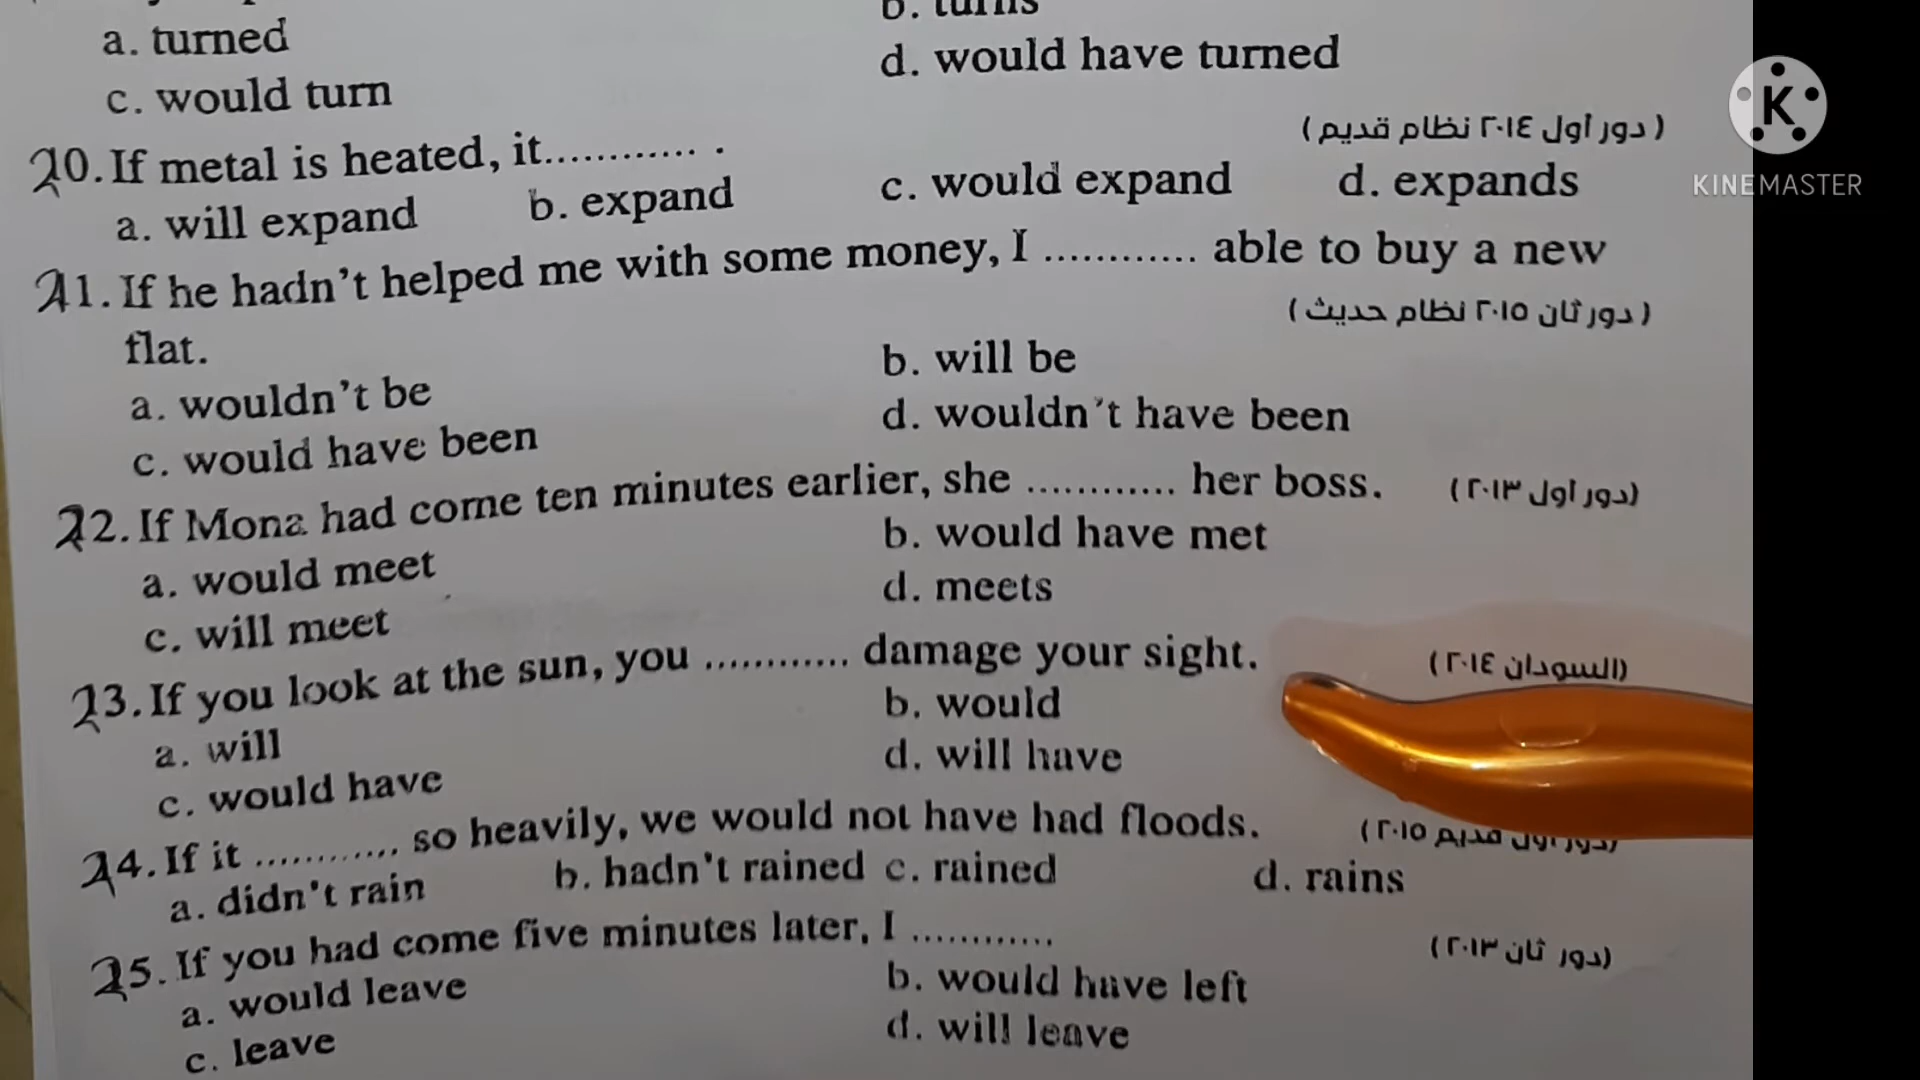 a. turned
b. turns
c. would turn
d. would have turned
20. If metal is heated, it............ .
(دور أول ٢٠١٤ نظام قديم)
a. will expand b. expand c. would expand d. expands
21. If he hadn't helped me with some money, I ............ able to buy a new
flat.
(دور ثان ٢٠١٥ نظام حديث)
a. wouldn't be
b. will be
c. would have been
d. wouldn't have been
22. If Mona had come ten minutes earlier, she ............ her boss. (دور أول ٢٠١٣)
a. would meet
b. would have met
c. will meet
d. meets
23. If you look at the sun, you ............ damage your sight. (السودان ٢٠١٤)
a. will
b. would
c. would have
d. will have
24. If it ............ so heavily, we would not have had floods. (دور أول قديم ٢٠١٥)
a. didn't rain b. hadn't rained c. rained d. rains
25. If you had come five minutes later, I ............ (دور ثان ٢٠١٣)
a. would leave
b. would have left
c. leave
d. will leave
K
KINEMASTER